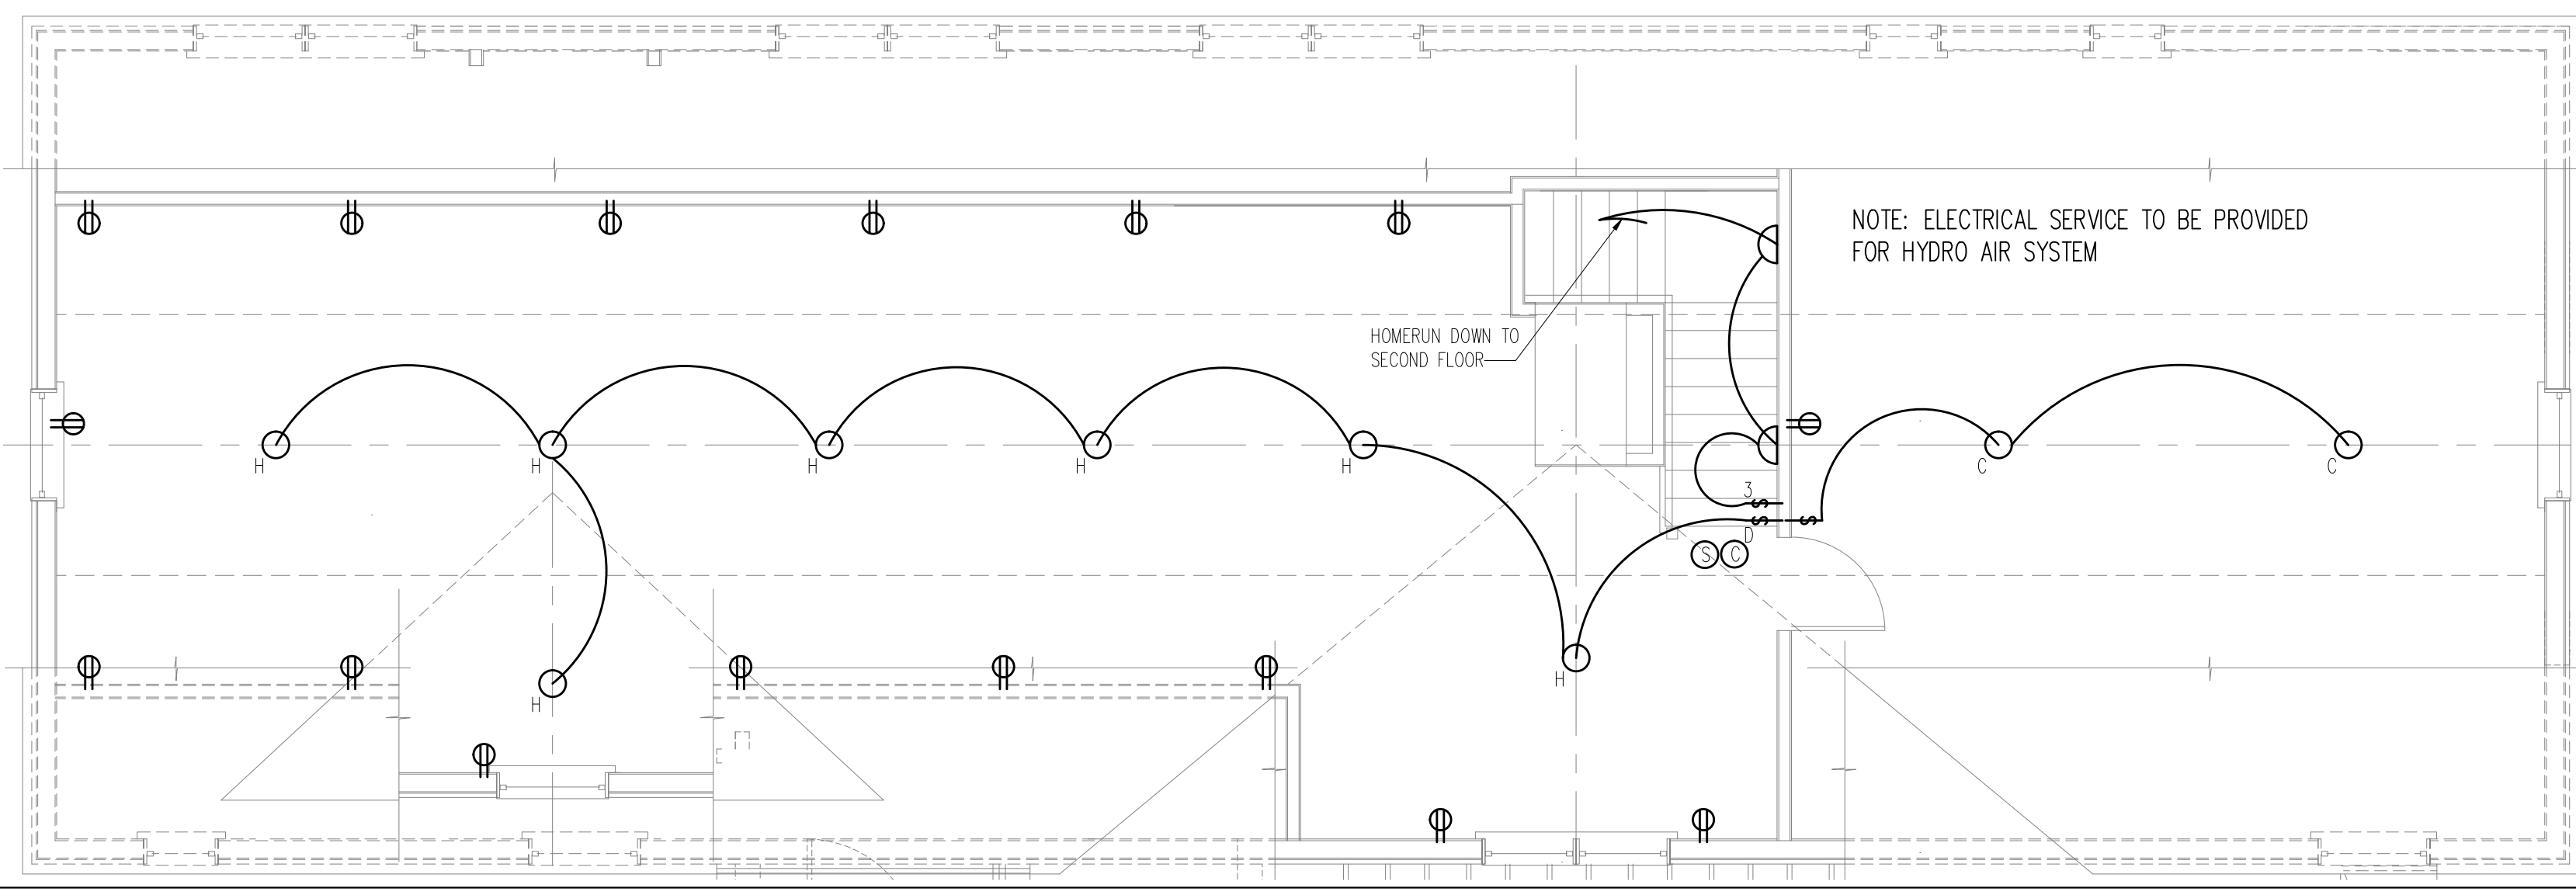 NOTE: ELECTRICAL SERVICE TO BE PROVIDED
FOR HYDRO AIR SYSTEM
HOMERUN DOWN TO
SECOND FLOOR
H
H
H
H
H
C
C
3
S
S
S
D
S
C
H
H